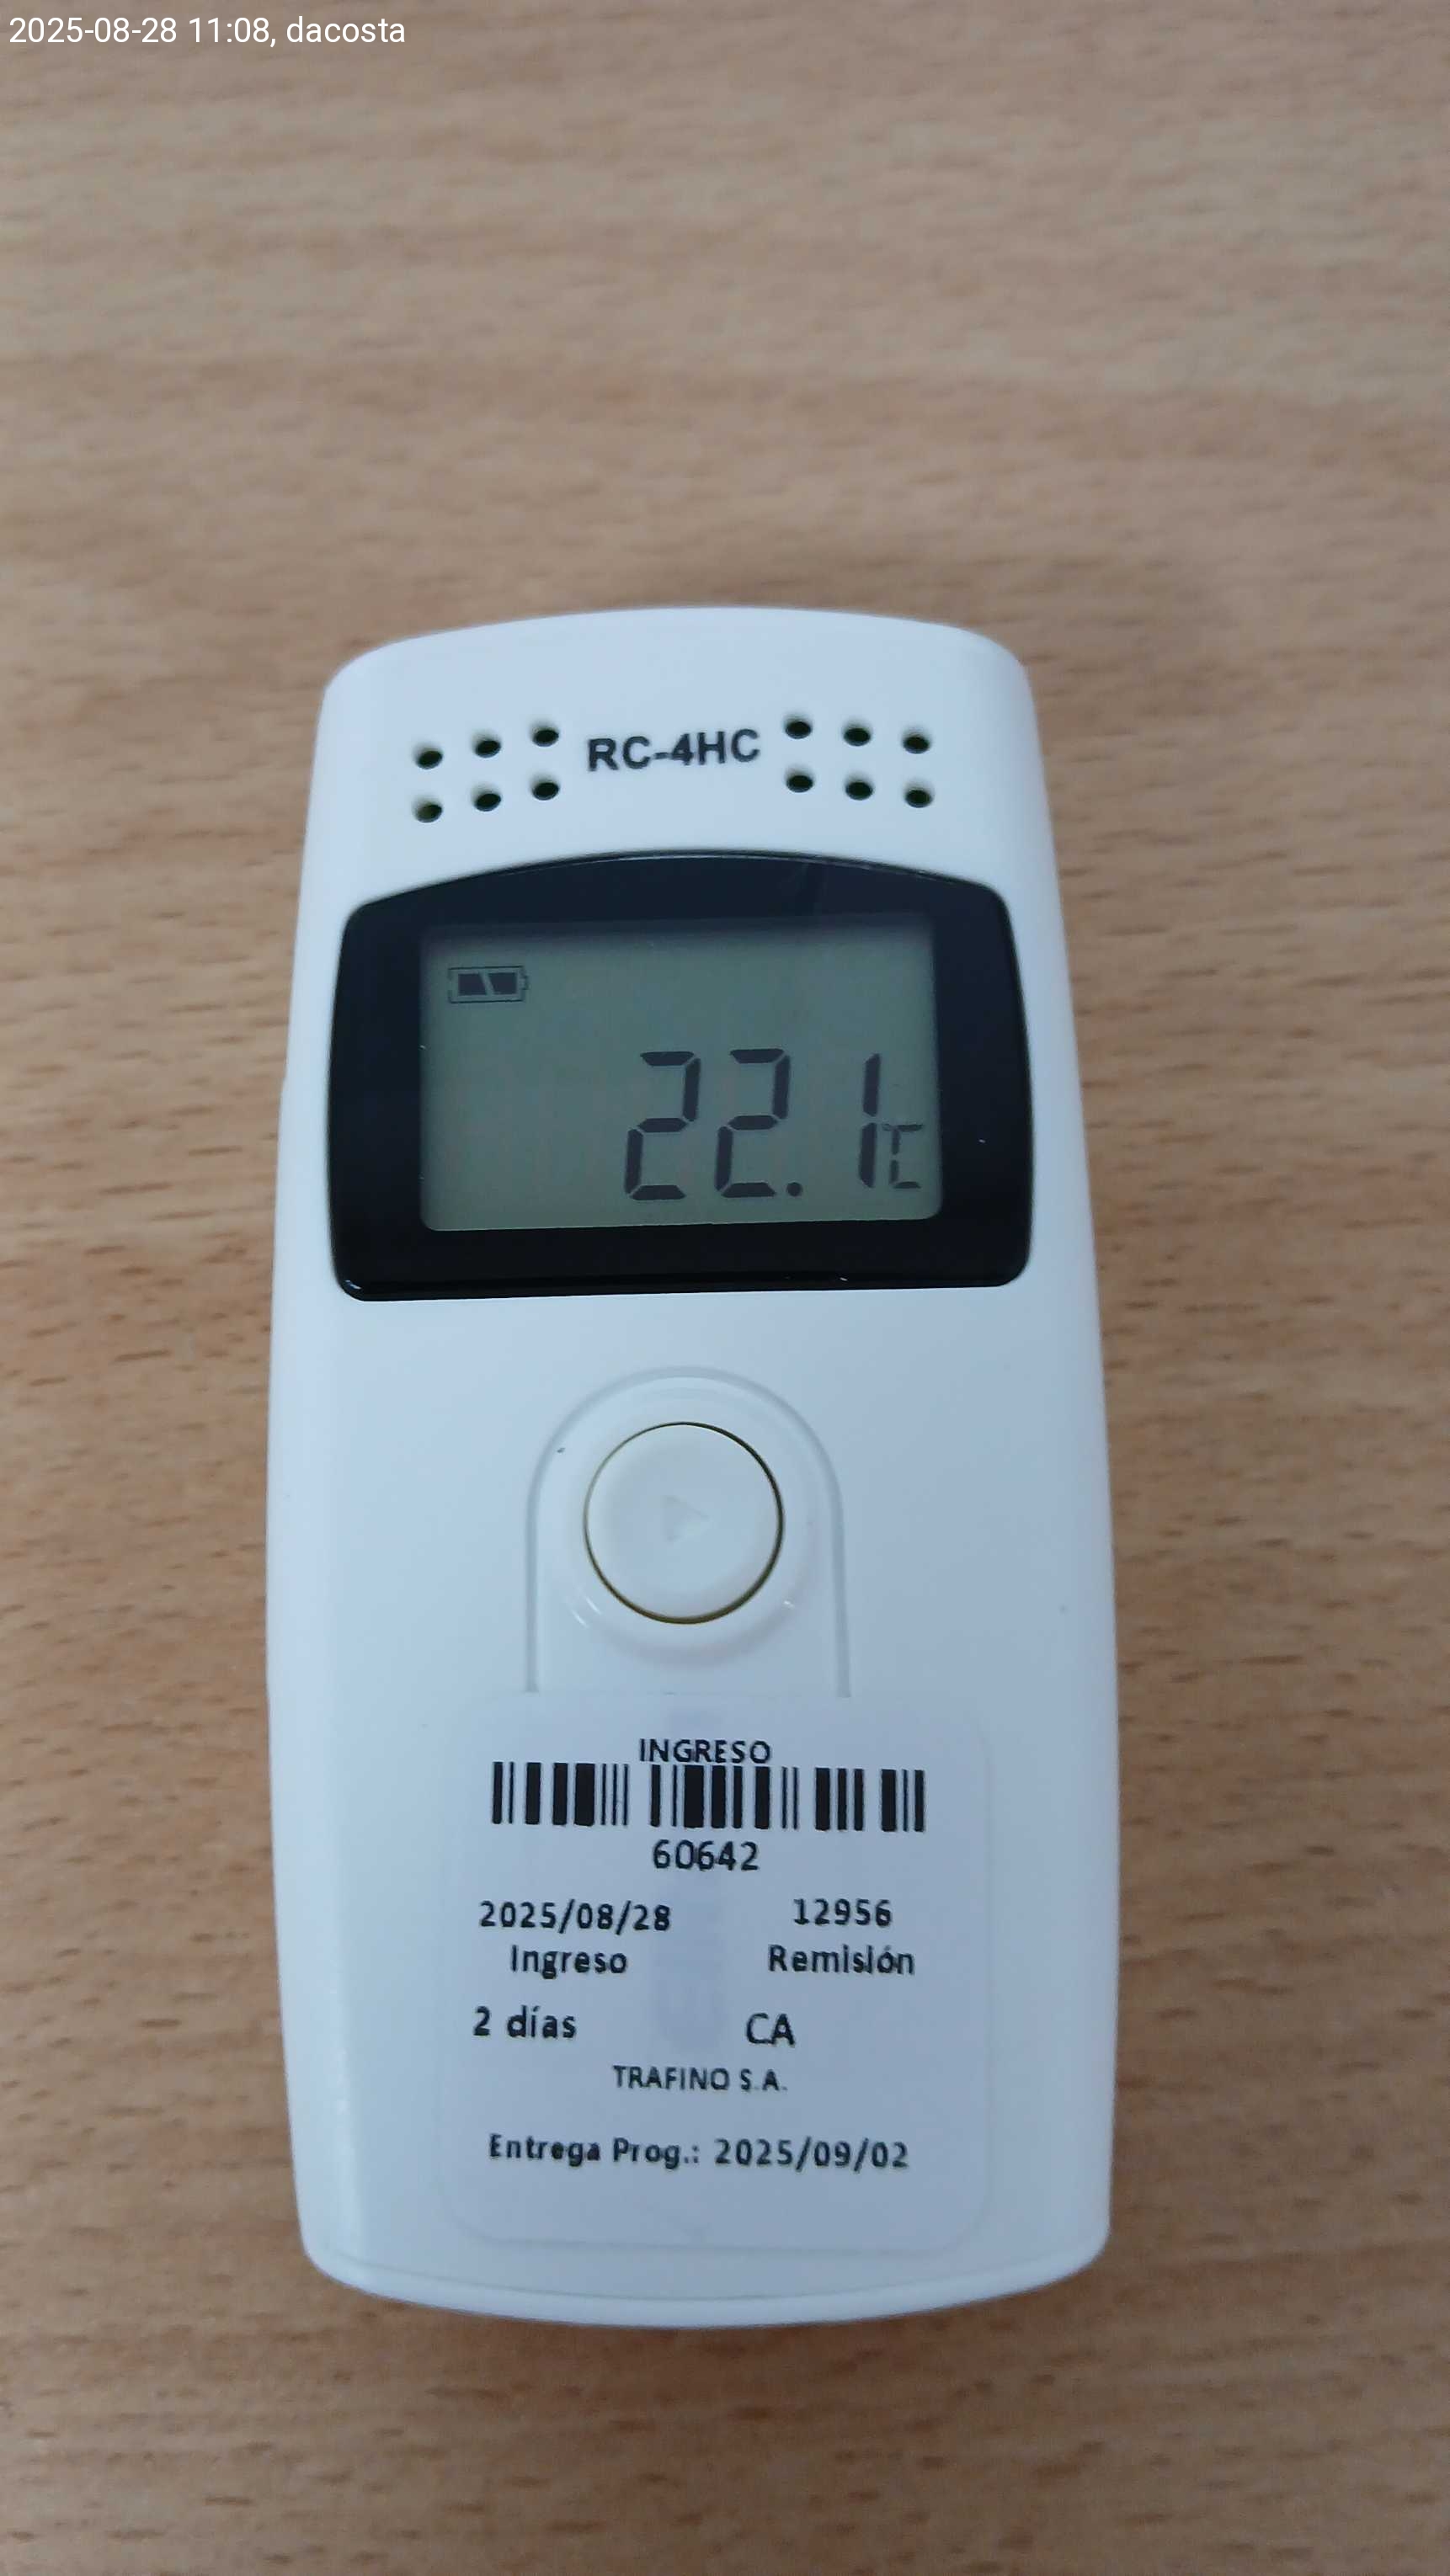 2025-08-28 11:08, dacosta
RC-4HC
22.1℃
INGRESO
60642
2025/08/28 12956
Ingreso Remisión
2 días CA
TRAFINO S.A.
Entrega Prog.: 2025/09/02